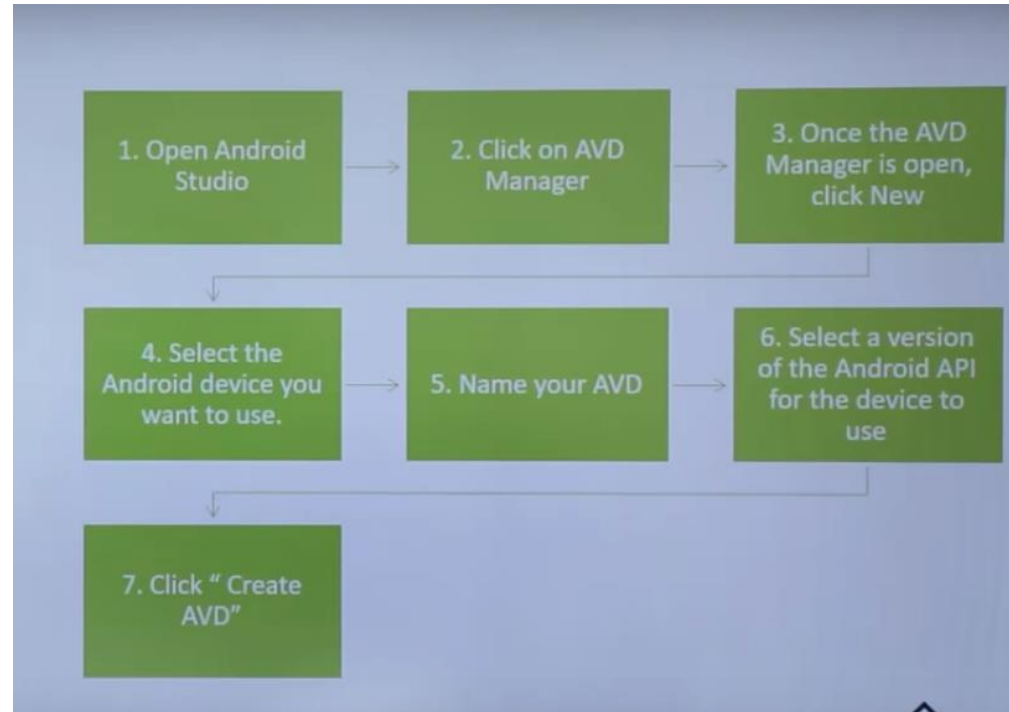 1. Open Android
Studio
2. Click on AVD
Manager
3. Once the AVD
Manager is open,
click New
4. Select the
Android device you
want to use.
5. Name your AVD
6. Select a version
of the Android API
for the device to
use
7. Click “ Create
AVD”